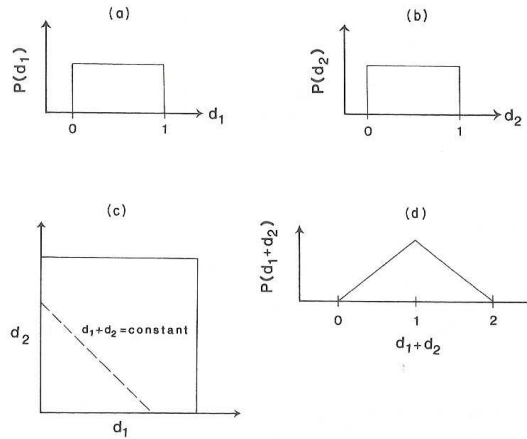 (a)
P(d₁)
0 1
d₁
(b)
P(d₂)
0 1
d₂
(c)
d₂
d₁+d₂=constant
d₁
(d)
P(d₁+d₂)
0 1 2
d₁+d₂